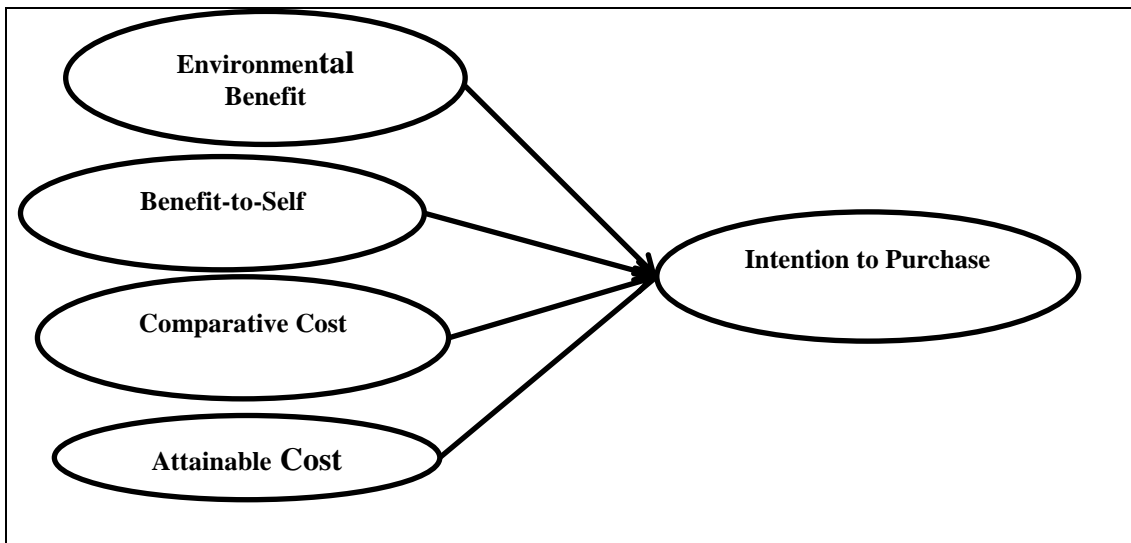 Environmental
Benefit
Benefit-to-Self
Intention to Purchase
Comparative Cost
Attainable Cost